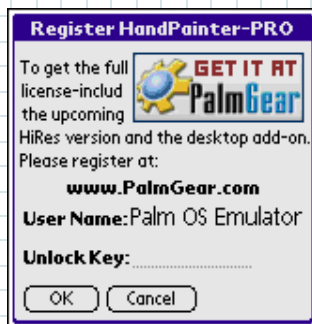 Register HandPainter-PRO
To get the full
license-includ
the upcoming
GET IT AT
PalmGear
HiRes version and the desktop add-on.
Please register at:
www.PalmGear.com
User Name: Palm OS Emulator
Unlock Key:
OK Cancel